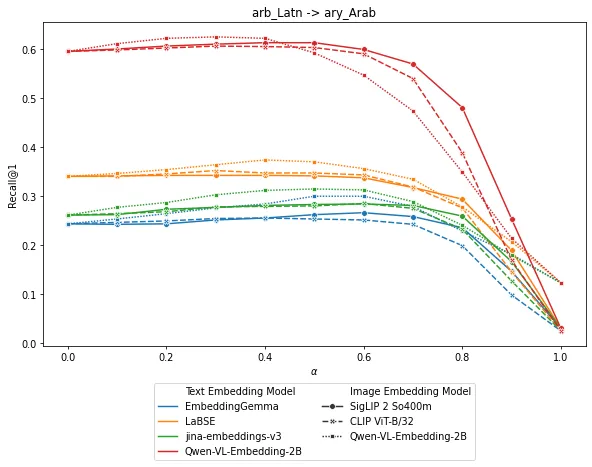 arb_Latn -> ary_Arab
Recall@1
0.6
0.5
0.4
0.3
0.2
0.1
0.0
0.0 0.2 0.4 0.6 0.8 1.0
α
Text Embedding Model Image Embedding Model
EmbeddingGemma SigLIP 2 So400m
LaBSE CLIP ViT-B/32
jina-embeddings-v3 Qwen-VL-Embedding-2B
Qwen-VL-Embedding-2B